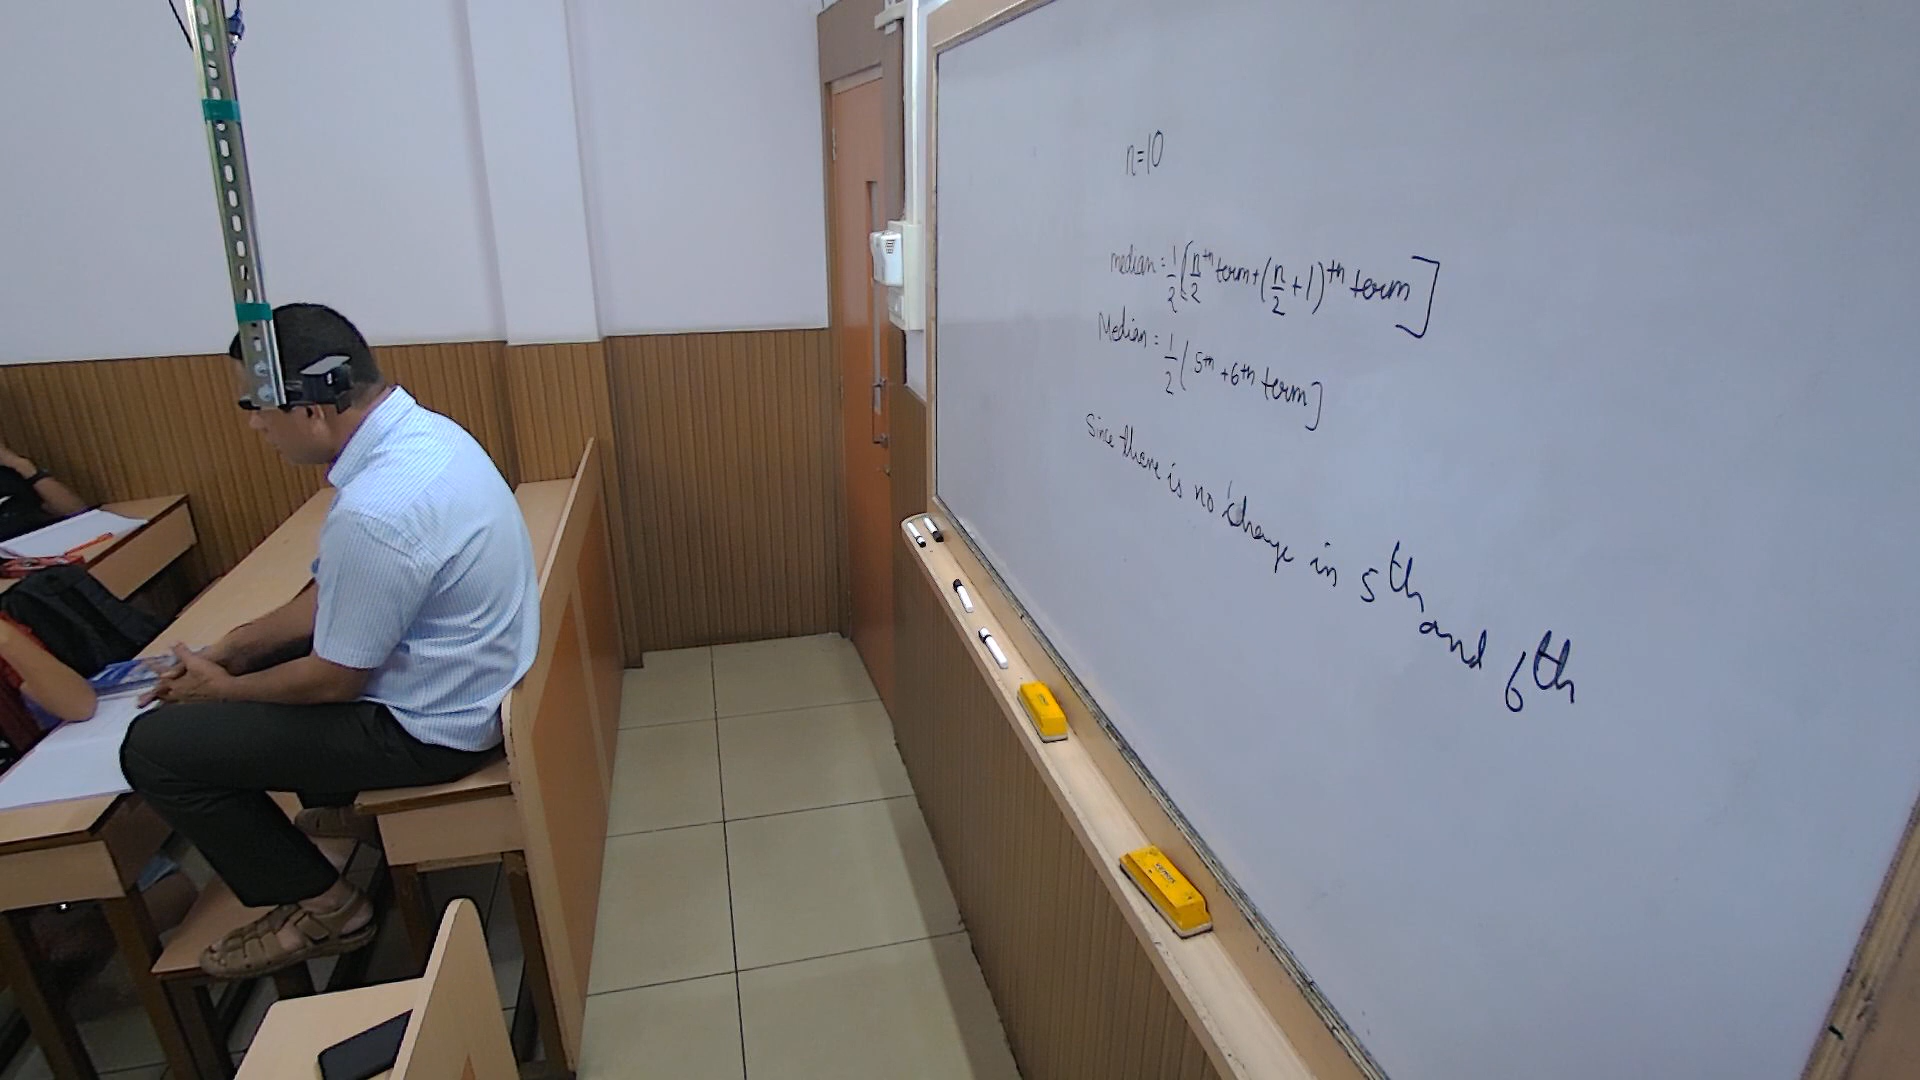 n=10
median = 1/2 [n/2 th term + (n/2 + 1)th term]
Median = 1/2 (5th + 6th term]
Since there is no change in 5th and 6th